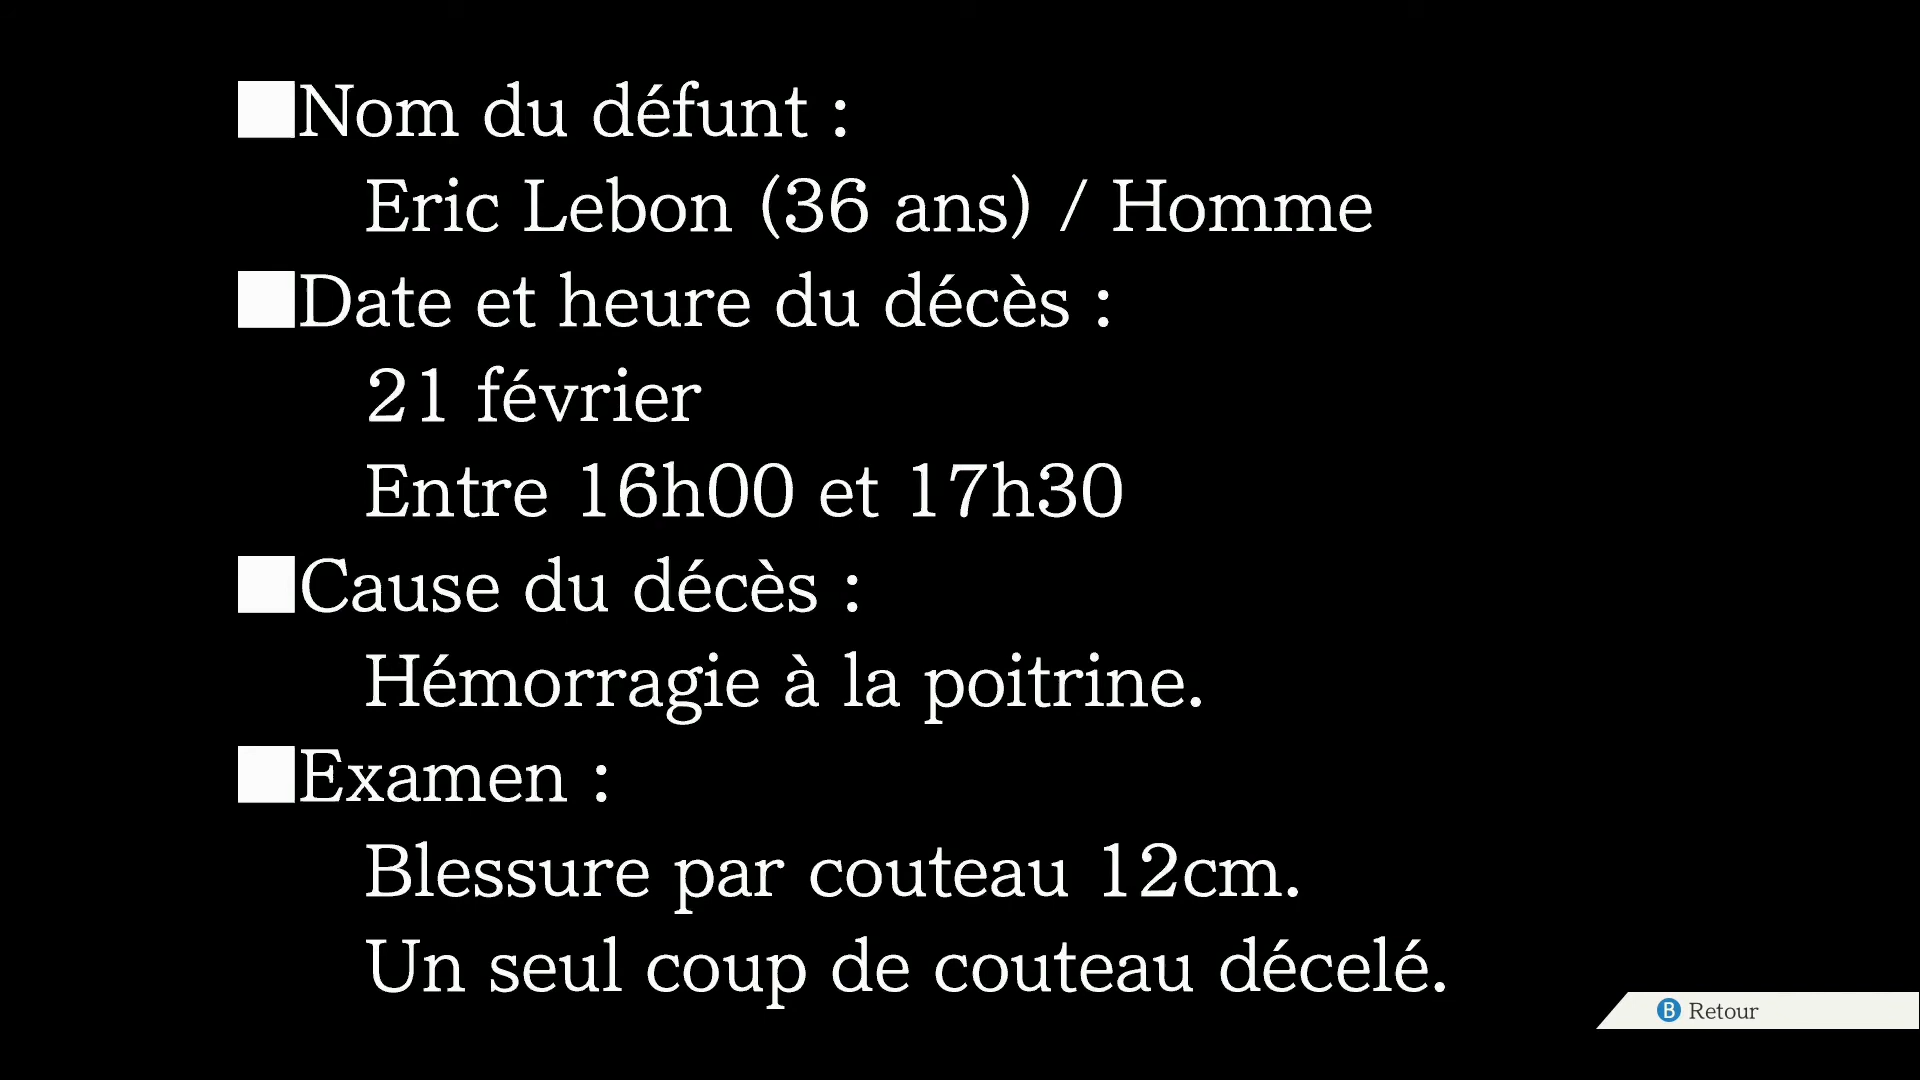 ■Nom du défunt :
Eric Lebon (36 ans) / Homme
■Date et heure du décès :
21 février
Entre 16h00 et 17h30
■Cause du décès :
Hémorragie à la poitrine.
■Examen :
Blessure par couteau 12cm.
Un seul coup de couteau décelé.
B Retour